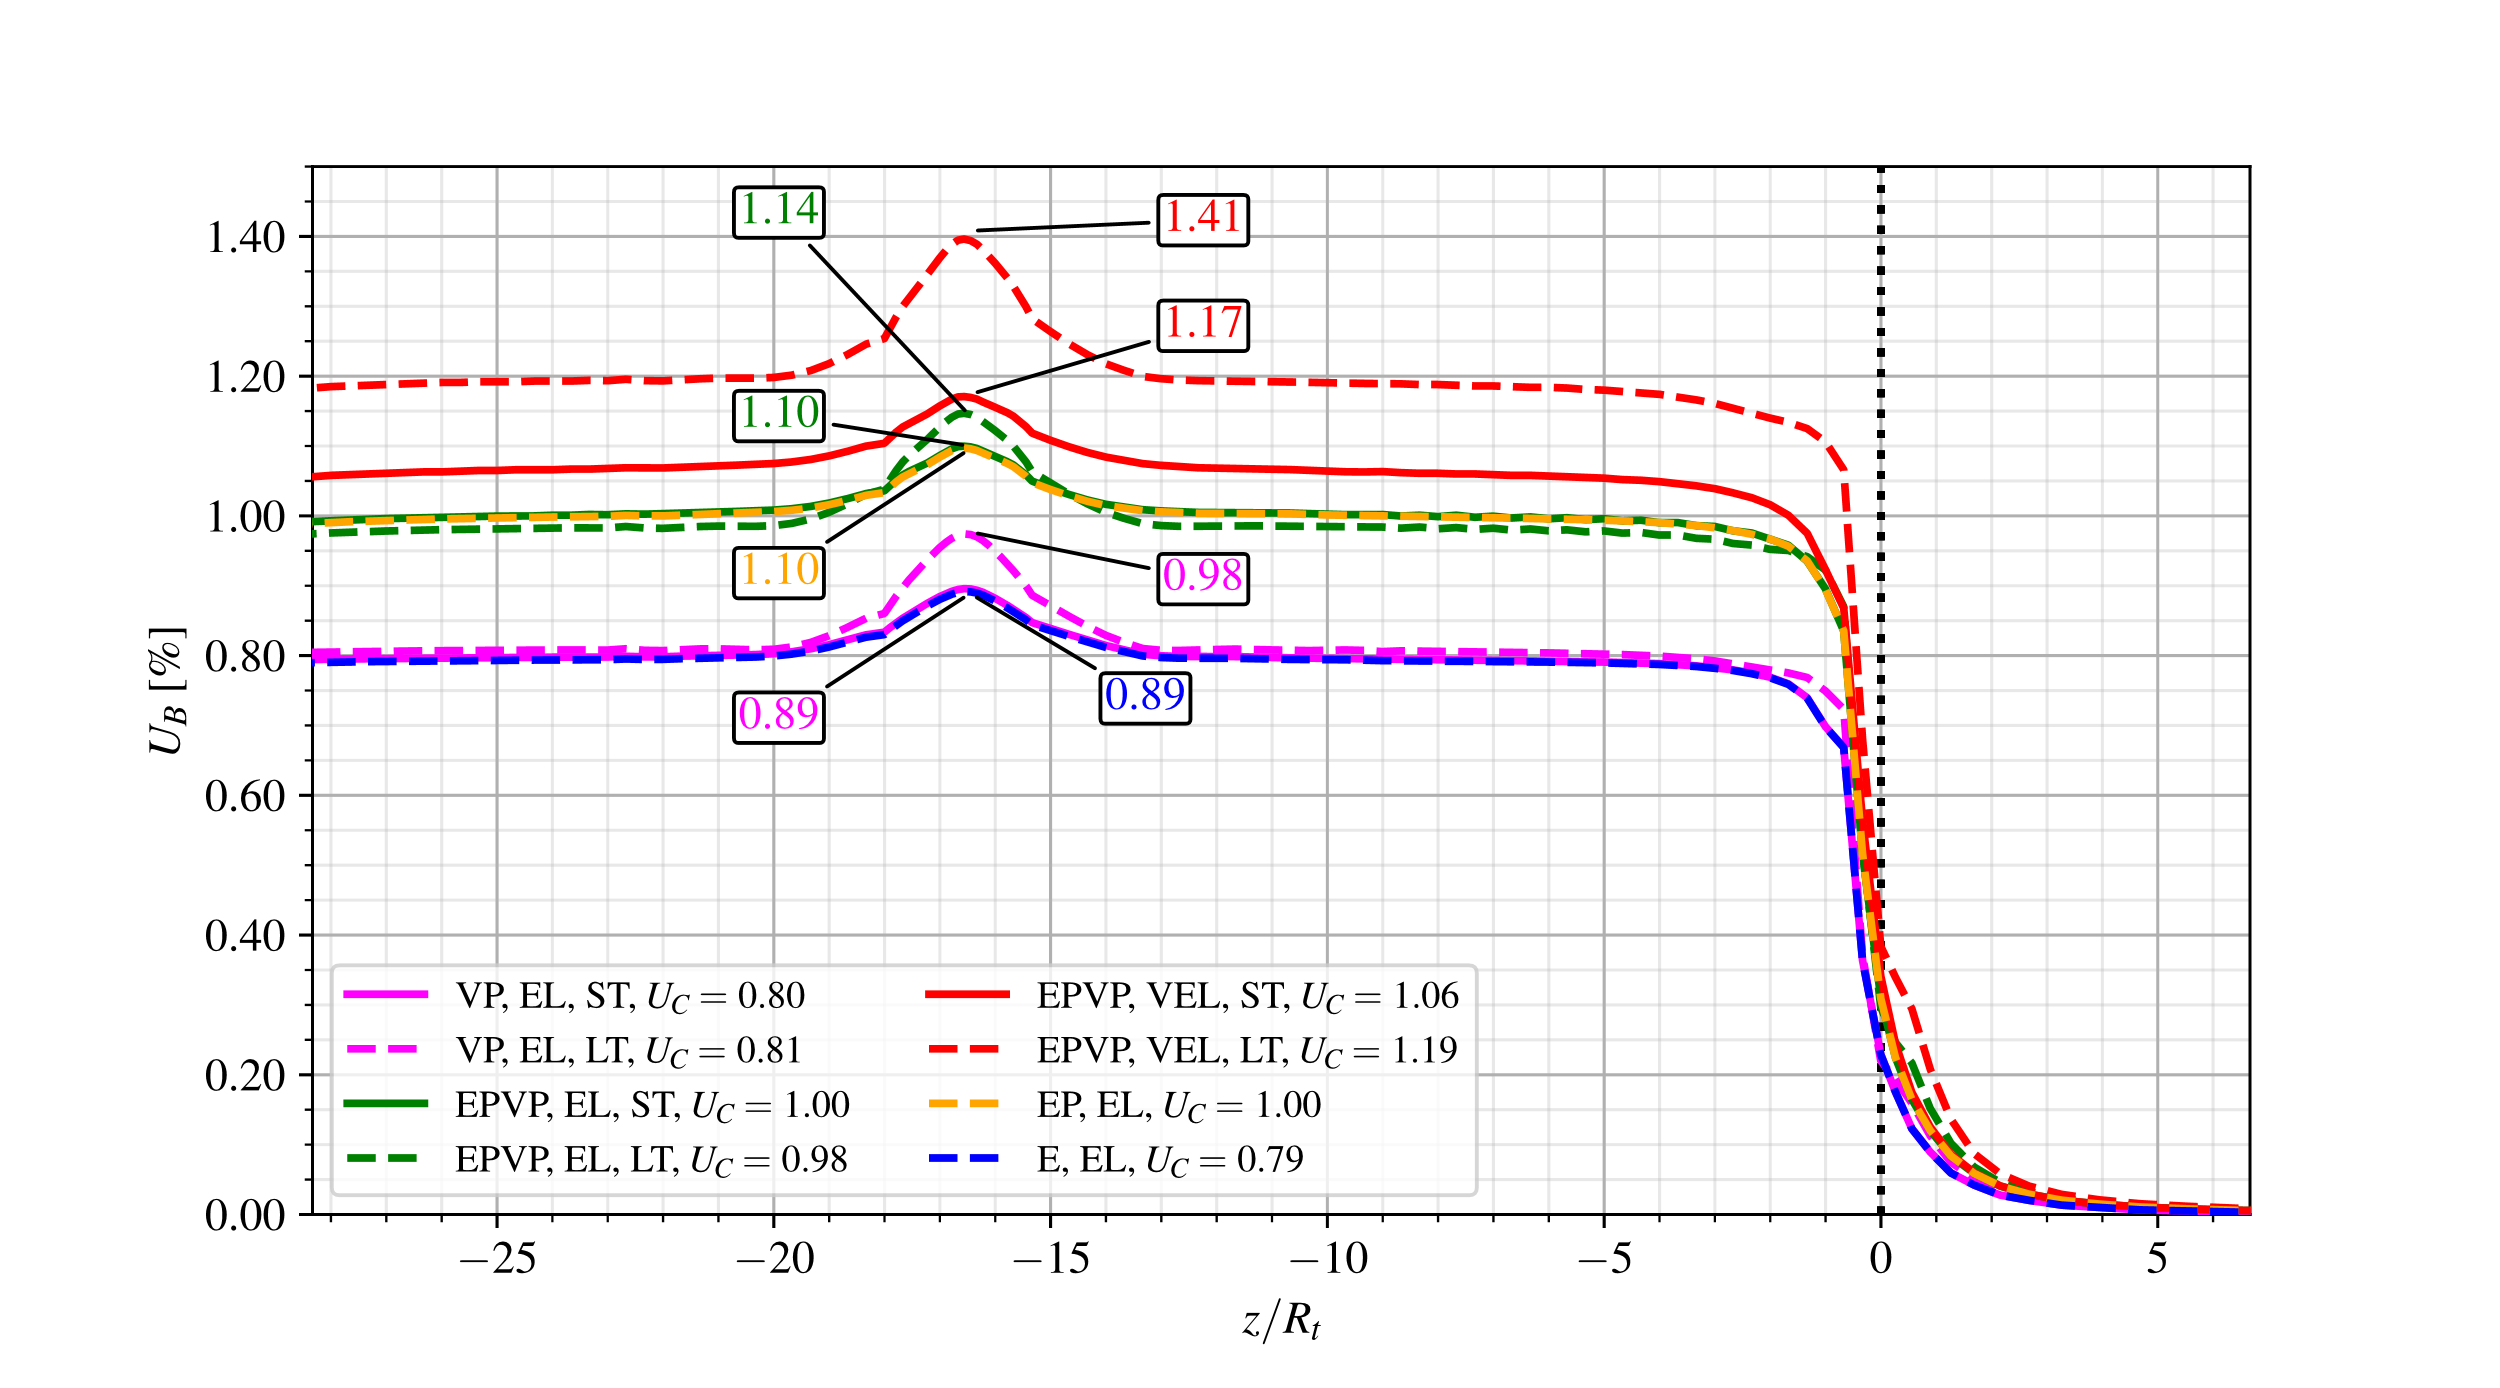 1.14
1.41
1.40
1.17
1.20
1.10
1.00
1.10
0.98
0.80
0.89
0.89
U_B [%]
0.60
0.40
VP, EL, ST, U_C = 0.80
EPVP, VEL, ST, U_C = 1.06
VP, EL, LT, U_C = 0.81
EPVP, VEL, LT, U_C = 1.19
0.20
EPVP, EL, ST, U_C = 1.00
EP, EL, U_C = 1.00
EPVP, EL, LT, U_C = 0.98
E, EL, U_C = 0.79
0.00
−25 −20 −15 −10 −5 0 5
z/R_t